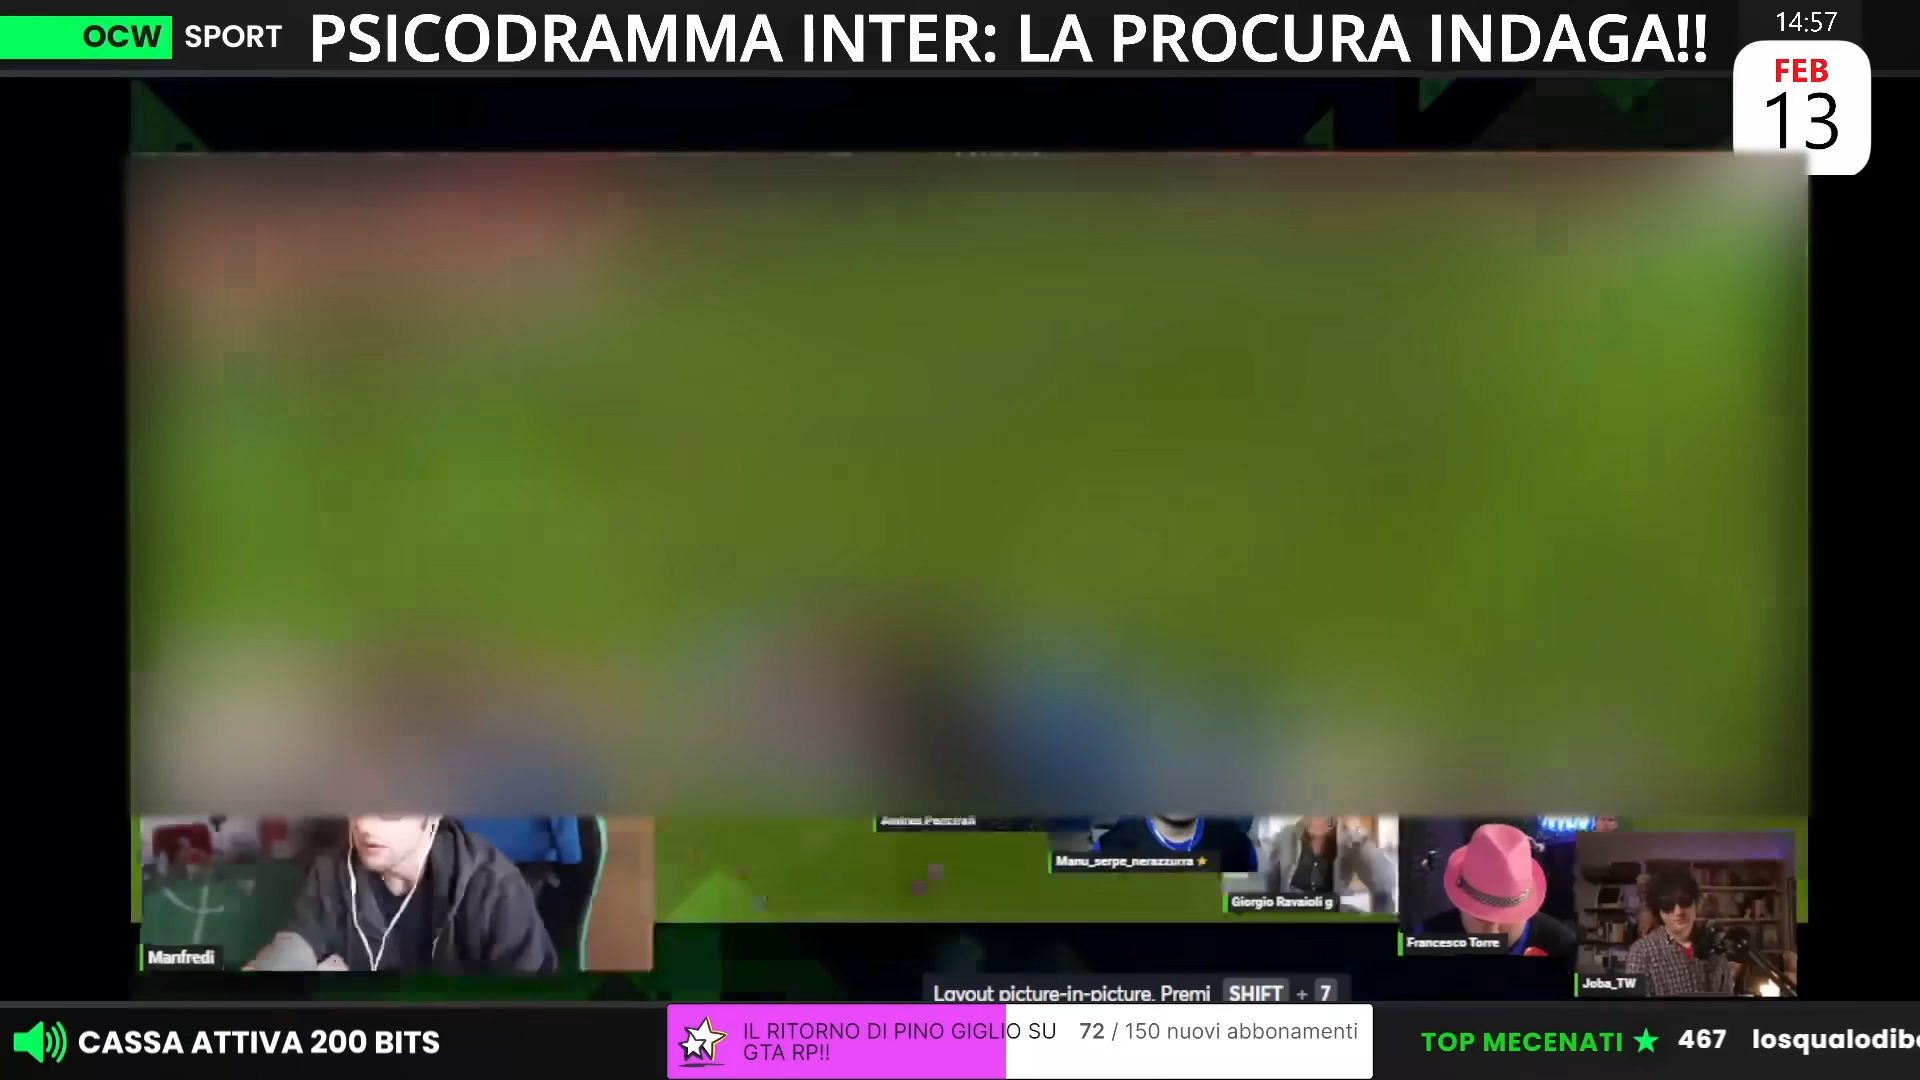 OCW SPORT
PSICODRAMMA INTER: LA PROCURA INDAGA!!
14:57
FEB
13
Manu_serpe_nerazzurra
Giorgio Ravaioli g
Francesco Torre
Manfredi
Joba_TW
Layout picture-in-picture. Premi SHIFT + 7
CASSA ATTIVA 200 BITS
IL RITORNO DI PINO GIGLIO SU
GTA RP!!
72 / 150 nuovi abbonamenti
TOP MECENATI
467 losqualodib